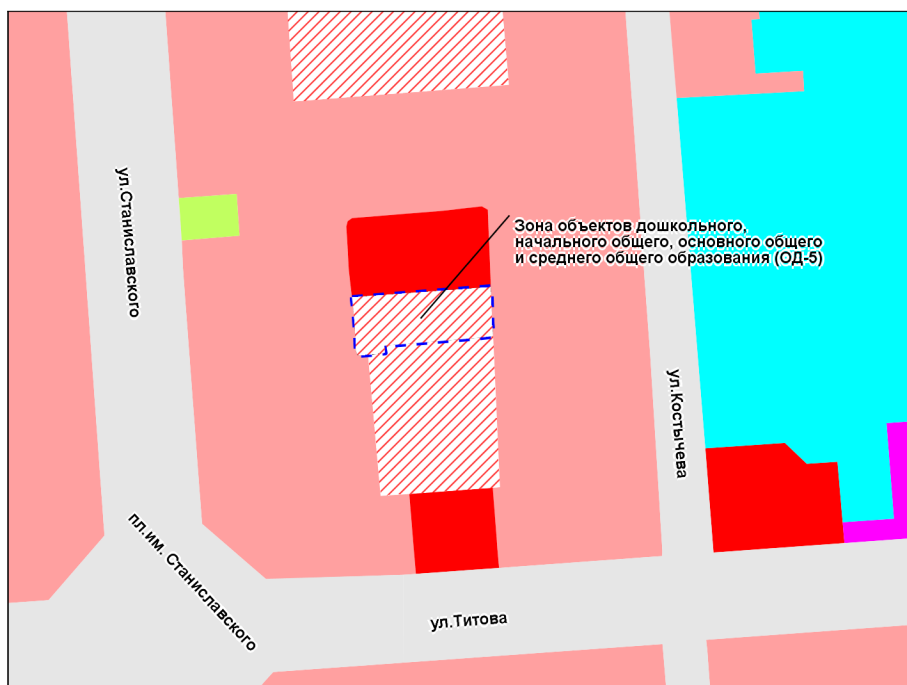 ул.Станиславского
Зона объектов дошкольного,
начального общего, основного общего
и среднего общего образования (ОД-5)
ул.Костычева
пл.им. Станиславского
ул.Титова